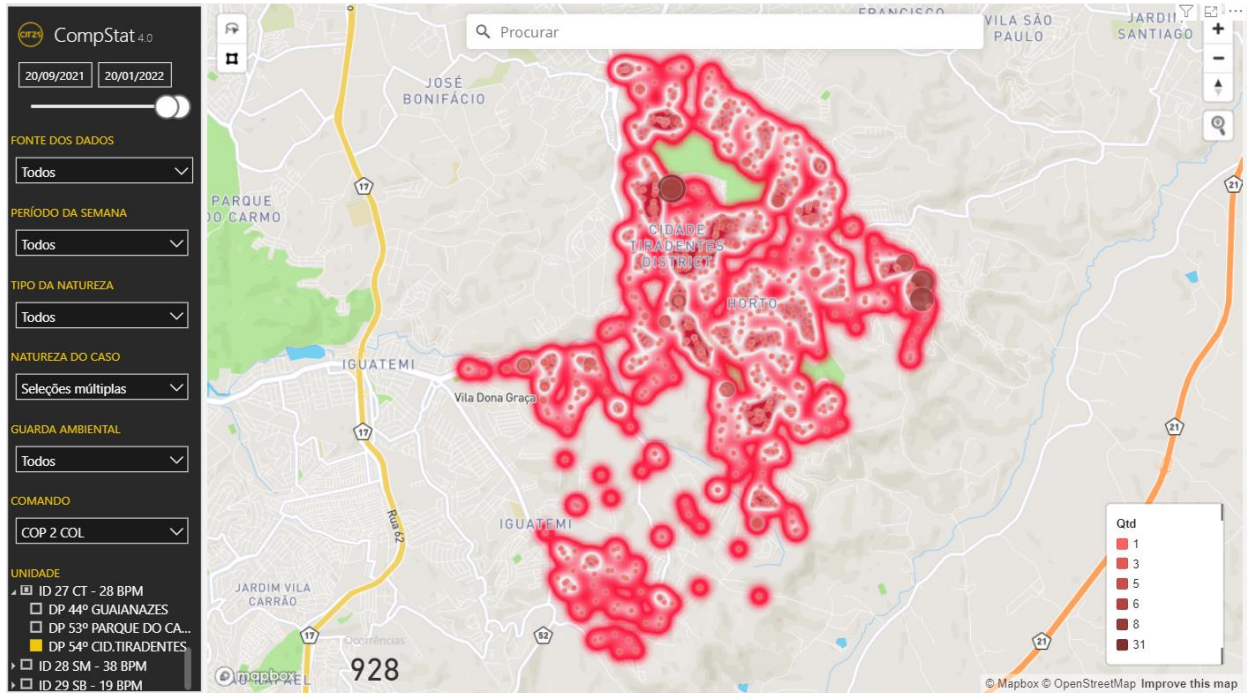 CIT25 CompStat 4.0
20/09/2021 20/01/2022
FONTE DOS DADOS
Todos
PERÍODO DA SEMANA
Todos
TIPO DA NATUREZA
Todos
NATUREZA DO CASO
Seleções múltiplas
GUARDA AMBIENTAL
Todos
COMANDO
COP 2 COL
UNIDADE
ID 27 CT - 28 BPM
DP 44º GUAIANAZES
DP 53º PARQUE DO CA...
DP 54º CID.TIRADENTES
ID 28 SM - 38 BPM
ID 29 SB - 19 BPM
Procurar
FRANCISCO
VILA SÃO
PAULO
SANTIAGO
JOSÉ
BONIFÁCIO
17
21
PARQUE
DO CARMO
CIDADE
TIRADENTES
DISTRICT
HORTO
IGUATEMI
Vila Dona Graça
17
21
Rua 62
IGUATEMI
JARDIM VILA
CARRÃO
17
52
21
Ocorrências
928
mapbox
RAFAEL
Qtd
1
3
5
6
8
31
© Mapbox © OpenStreetMap Improve this map